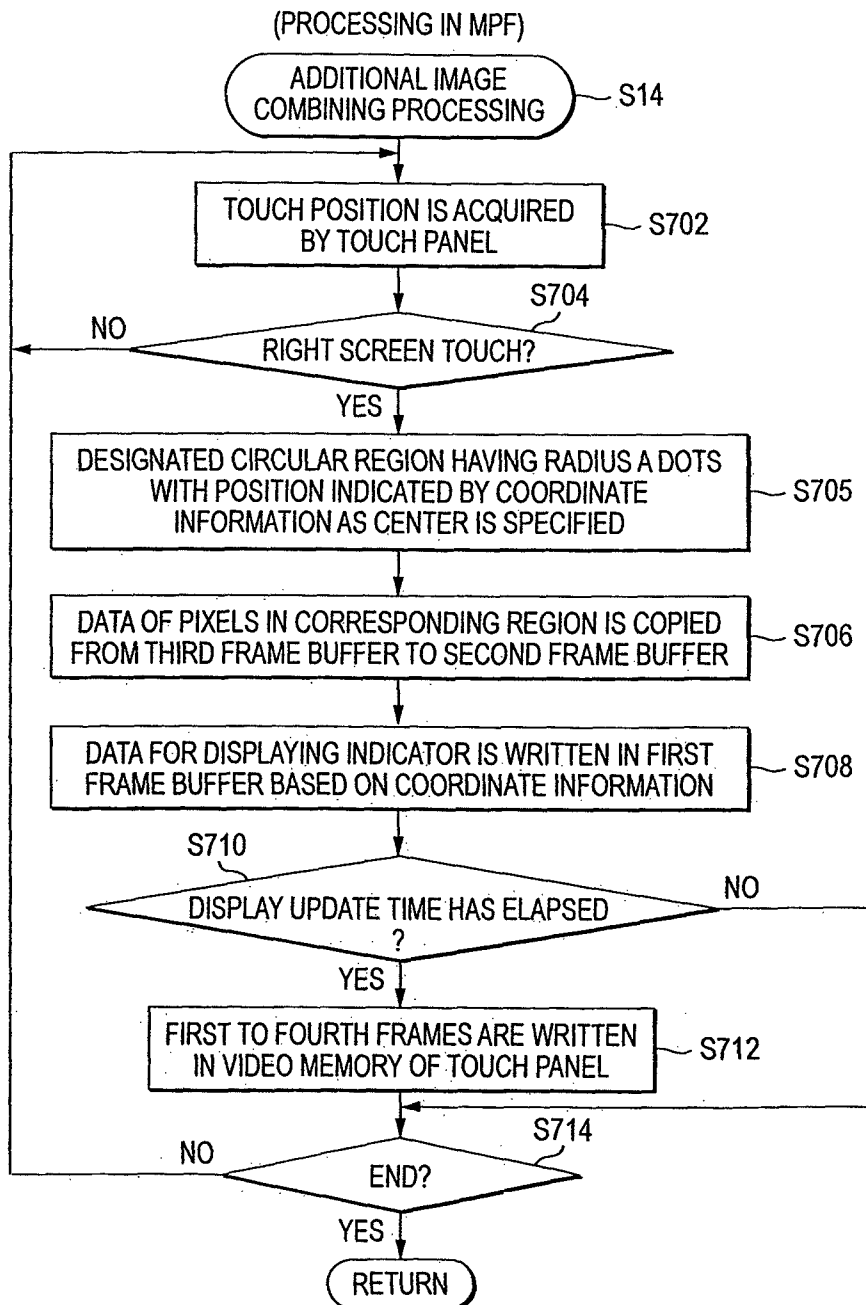 (PROCESSING IN MPF)
ADDITIONAL IMAGE
COMBINING PROCESSING
S14
TOUCH POSITION IS ACQUIRED
BY TOUCH PANEL
S702
S704
NO
RIGHT SCREEN TOUCH?
YES
DESIGNATED CIRCULAR REGION HAVING RADIUS A DOTS
WITH POSITION INDICATED BY COORDINATE
INFORMATION AS CENTER IS SPECIFIED
S705
DATA OF PIXELS IN CORRESPONDING REGION IS COPIED
FROM THIRD FRAME BUFFER TO SECOND FRAME BUFFER
S706
DATA FOR DISPLAYING INDICATOR IS WRITTEN IN FIRST
FRAME BUFFER BASED ON COORDINATE INFORMATION
S708
S710
NO
DISPLAY UPDATE TIME HAS ELAPSED
?
YES
FIRST TO FOURTH FRAMES ARE WRITTEN
IN VIDEO MEMORY OF TOUCH PANEL
S712
S714
NO
END?
YES
RETURN